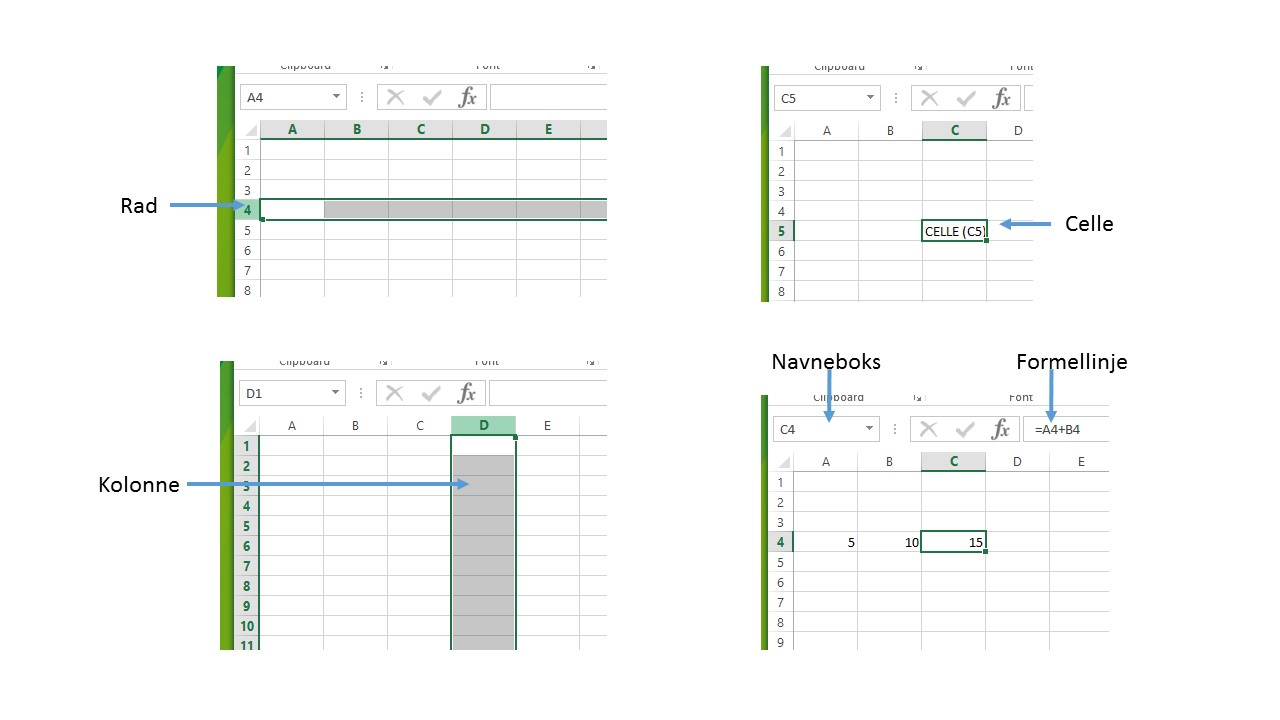 Clipboard Font
A4 fx
A B C D E
1
2
3
Rad
4
5
6
7
8
Clipboard Font
C5 fx
A B C D
1
2
3
4
5 CELLE (C5)
Celle
6
7
8
Clipboard Font
D1 fx
A B C D E
1
2
Kolonne
3
4
5
6
7
8
9
10
11
Navneboks Formellinje
Clipboard Font
C4 fx =A4+B4
A B C D E
1
2
3
4 5 10 15
5
6
7
8
9